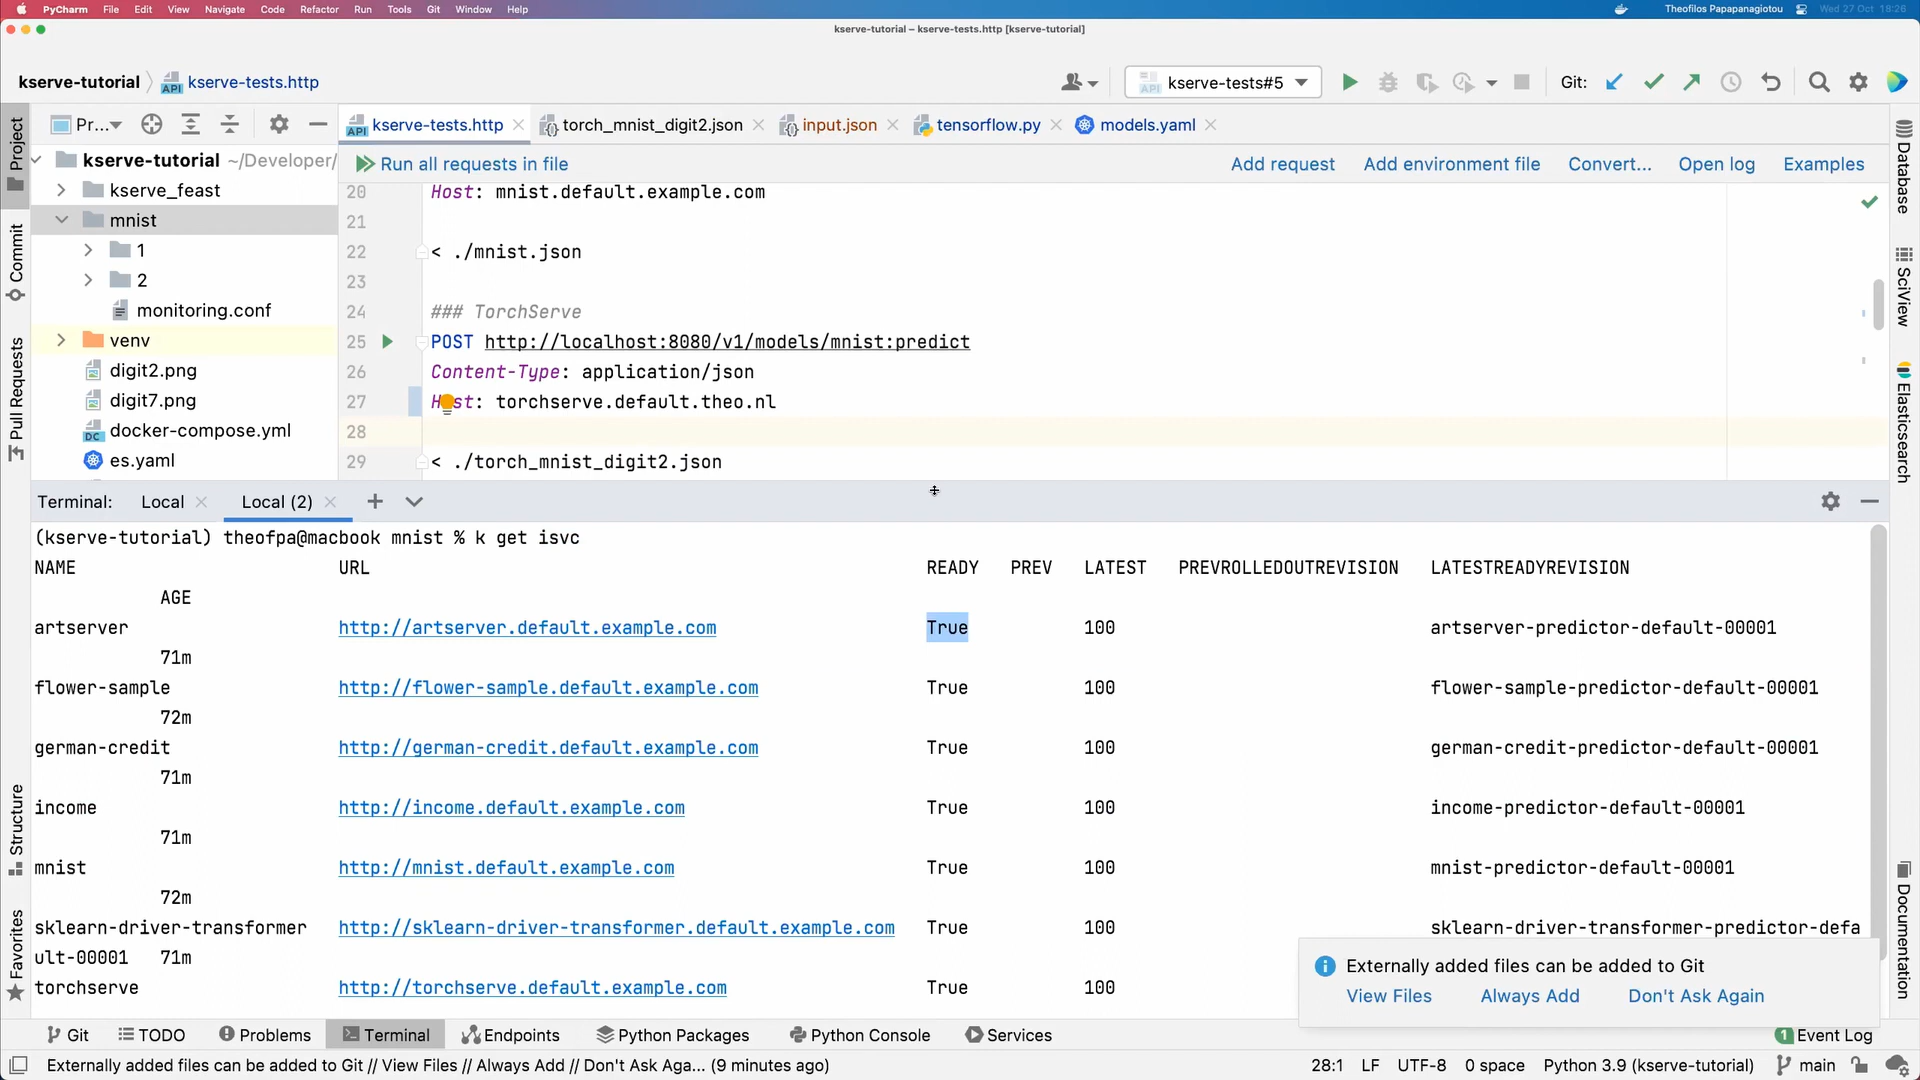 PyCharm File Edit View Navigate Code Refactor Run Tools Git Window Help Theofilos Papapanagiotou Wed 27 Oct 18:26
kserve-tutorial – kserve-tests.http [kserve-tutorial]
kserve-tutorial kserve-tests.http kserve-tests#5 Git:
Pr... kserve-tests.http torch_mnist_digit2.json input.json tensorflow.py models.yaml
Run all requests in file Add request Add environment file Convert... Open log Examples
Project
Commit
Pull Requests
Structure
Favorites
kserve-tutorial ~/Developer/
kserve_feast
mnist
1
2
monitoring.conf
venv
digit2.png
digit7.png
docker-compose.yml
es.yaml
20 Host: mnist.default.example.com
21
22 < ./mnist.json
23
24 ### TorchServe
25 POST http://localhost:8080/v1/models/mnist:predict
26 Content-Type: application/json
27 Host: torchserve.default.theo.nl
28
29 < ./torch_mnist_digit2.json
Database
SciView
Elasticsearch
Documentation
Terminal: Local Local (2)
(kserve-tutorial) theofpa@macbook mnist % k get isvc
NAME URL READY PREV LATEST PREVROLLEDOUTREVISION LATESTREADYREVISION
AGE
artserver http://artserver.default.example.com True 100 artserver-predictor-default-00001
71m
flower-sample http://flower-sample.default.example.com True 100 flower-sample-predictor-default-00001
72m
german-credit http://german-credit.default.example.com True 100 german-credit-predictor-default-00001
71m
income http://income.default.example.com True 100 income-predictor-default-00001
71m
mnist http://mnist.default.example.com True 100 mnist-predictor-default-00001
72m
sklearn-driver-transformer http://sklearn-driver-transformer.default.example.com True 100 sklearn-driver-transformer-predictor-defa
ult-00001 71m
torchserve http://torchserve.default.example.com True 100
Externally added files can be added to Git
View Files Always Add Don't Ask Again
Git TODO Problems Terminal Endpoints Python Packages Python Console Services 1 Event Log
Externally added files can be added to Git // View Files // Always Add // Don't Ask Aga... (9 minutes ago) 28:1 LF UTF-8 0 space Python 3.9 (kserve-tutorial) main